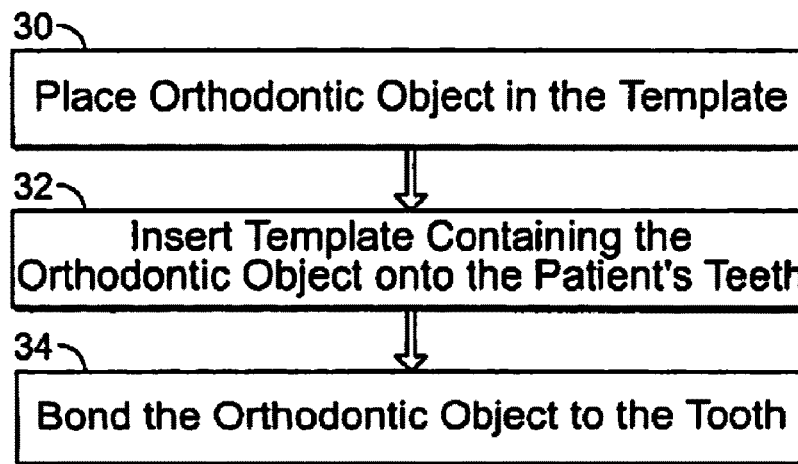 30
Place Orthodontic Object in the Template
32
Insert Template Containing the
Orthodontic Object onto the Patient's Teeth
34
Bond the Orthodontic Object to the Tooth